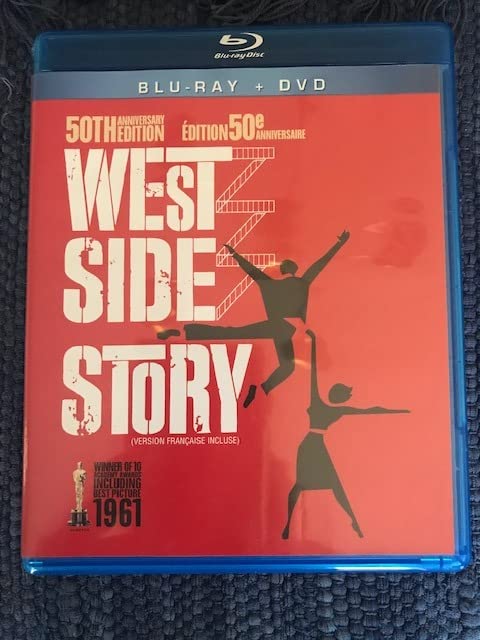 Blu-ray Disc
BLU-RAY + DVD
50TH ANNIVERSARY EDITION
ÉDITION 50e ANNIVERSAIRE
WEST
SIDE
STORY
(VERSION FRANÇAISE INCLUSE)
WINNER OF 10
ACADEMY AWARDS
INCLUDING
BEST PICTURE
1961